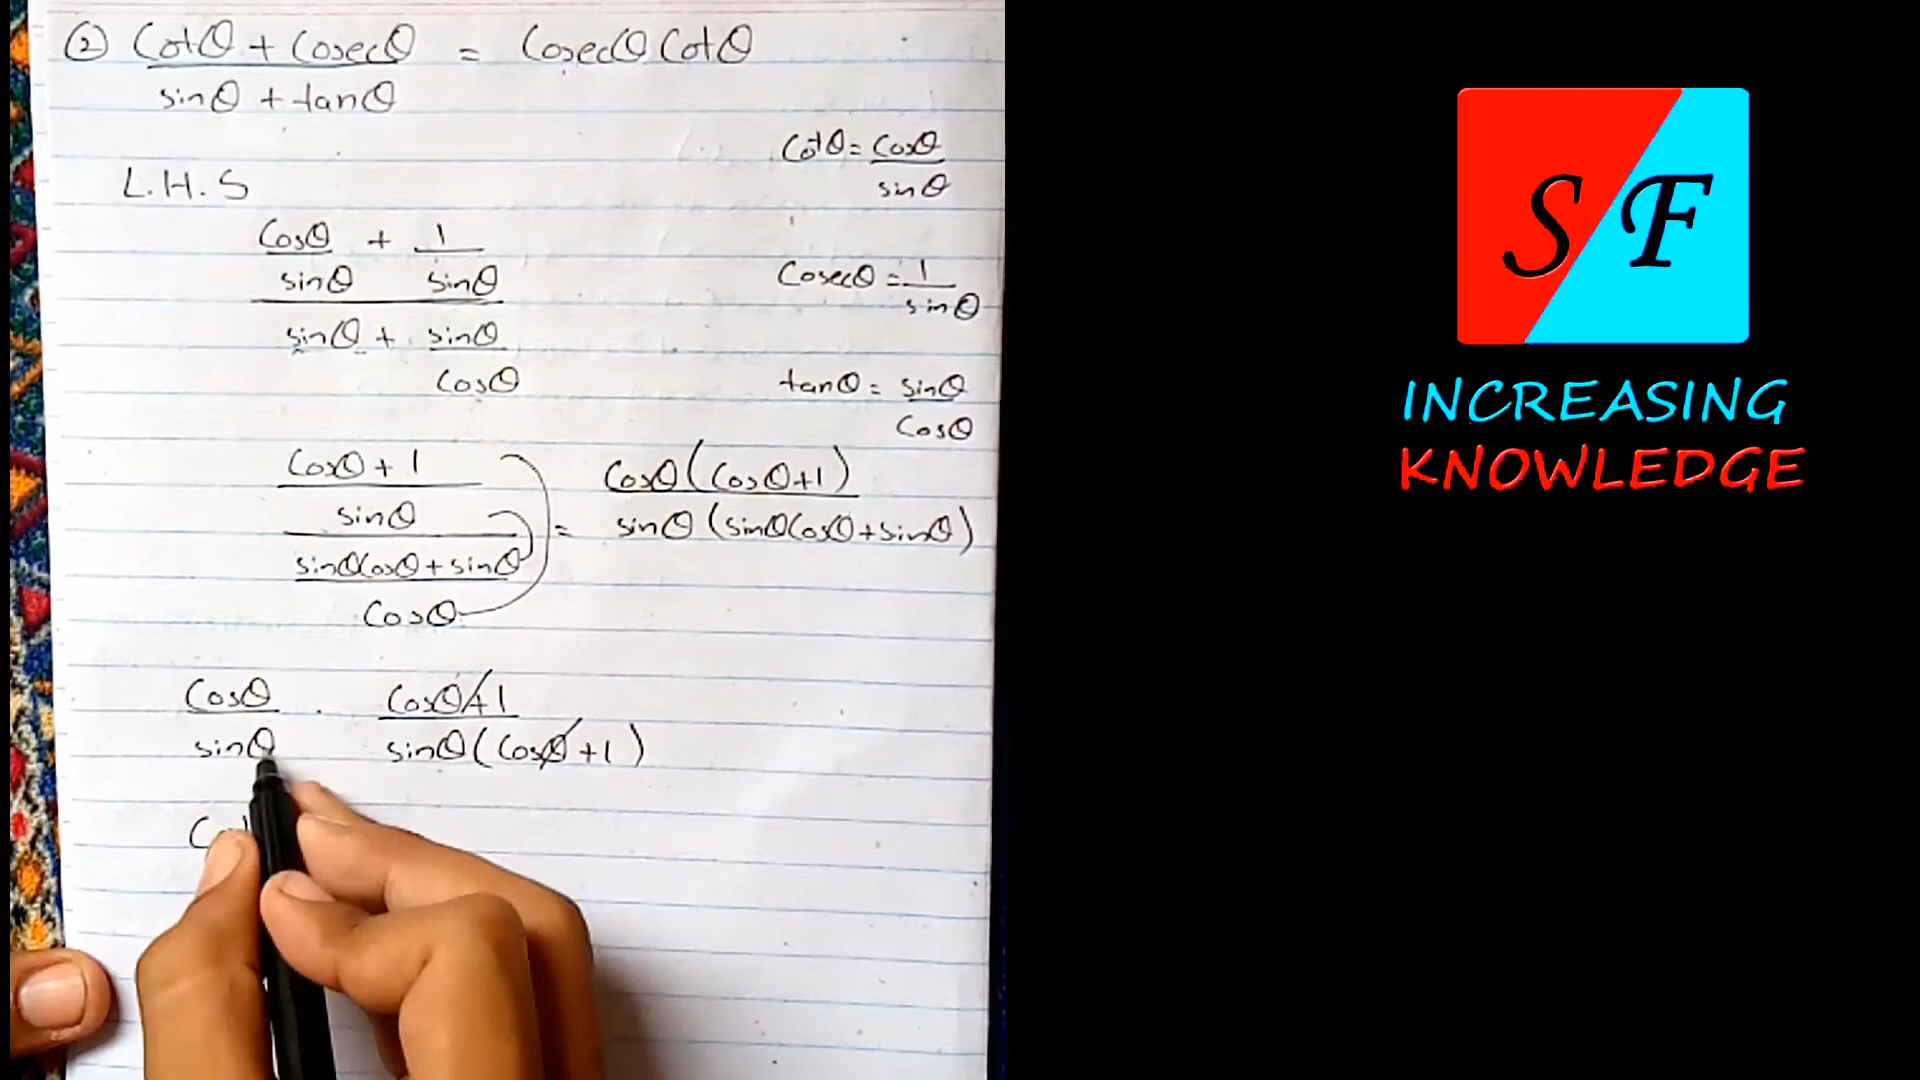 ② Cotθ + Cosecθ = Cosecθ Cotθ
sinθ + tanθ
Cotθ = Cosθ
sinθ
L.H.S
Cosθ + 1
sinθ sinθ
Cosecθ = 1
sinθ
sinθ + sinθ
Cosθ
tanθ = sinθ
Cosθ
Cosθ + 1
sinθ
sinθCosθ + sinθ
Cosθ
= Cosθ(Cosθ+1)
sinθ(sinθCosθ+sinθ)
Cosθ . Cosθ+1
sinθ sinθ(Cosθ+1)
SF
INCREASING
KNOWLEDGE